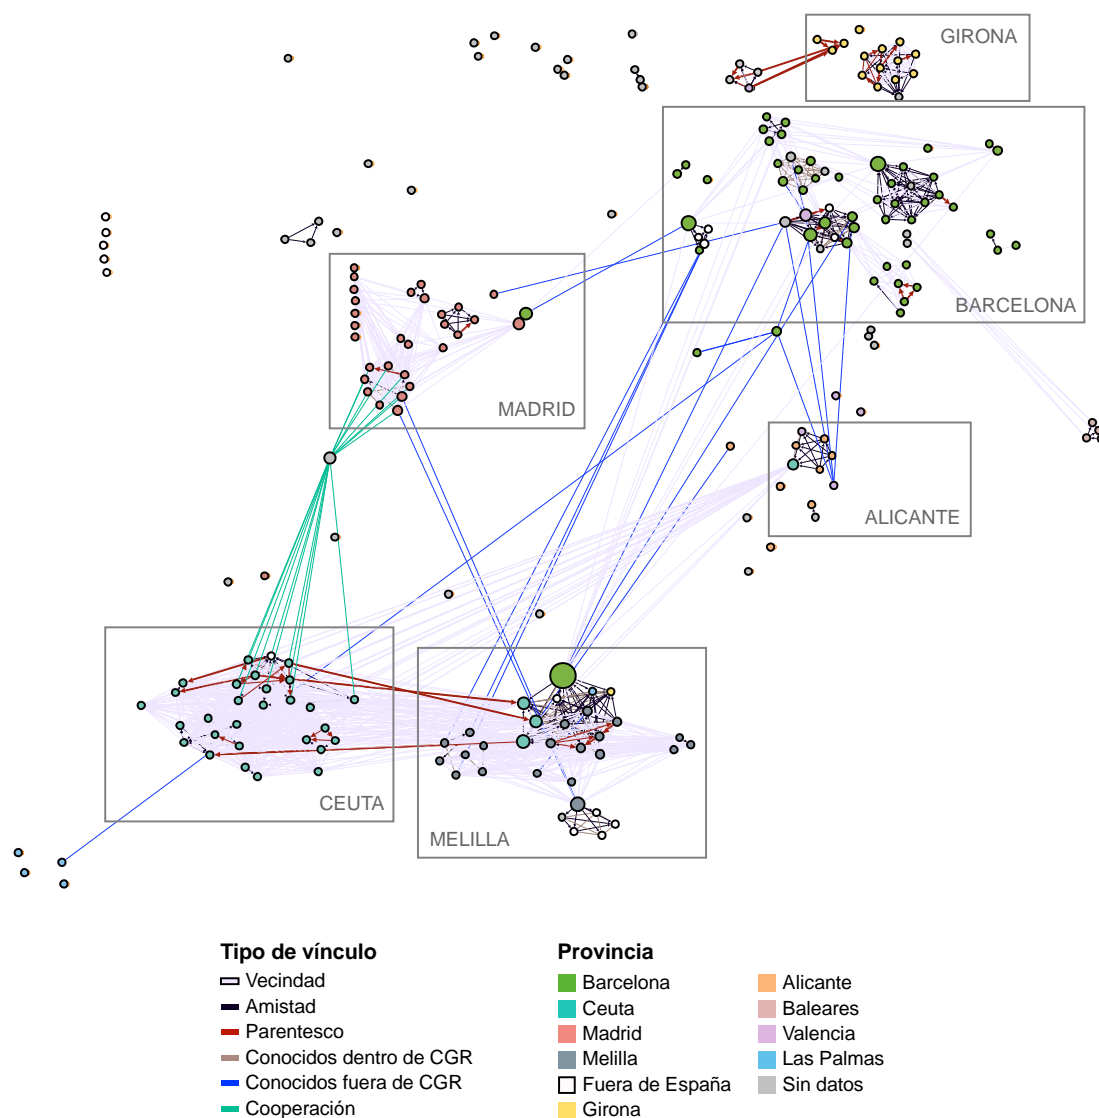 GIRONA
BARCELONA
MADRID
ALICANTE
CEUTA
MELILLA
Tipo de vínculo
Vecindad
Amistad
Parentesco
Conocidos dentro de CGR
Conocidos fuera de CGR
Cooperación
Provincia
Barcelona
Ceuta
Madrid
Melilla
Fuera de España
Girona
Alicante
Baleares
Valencia
Las Palmas
Sin datos